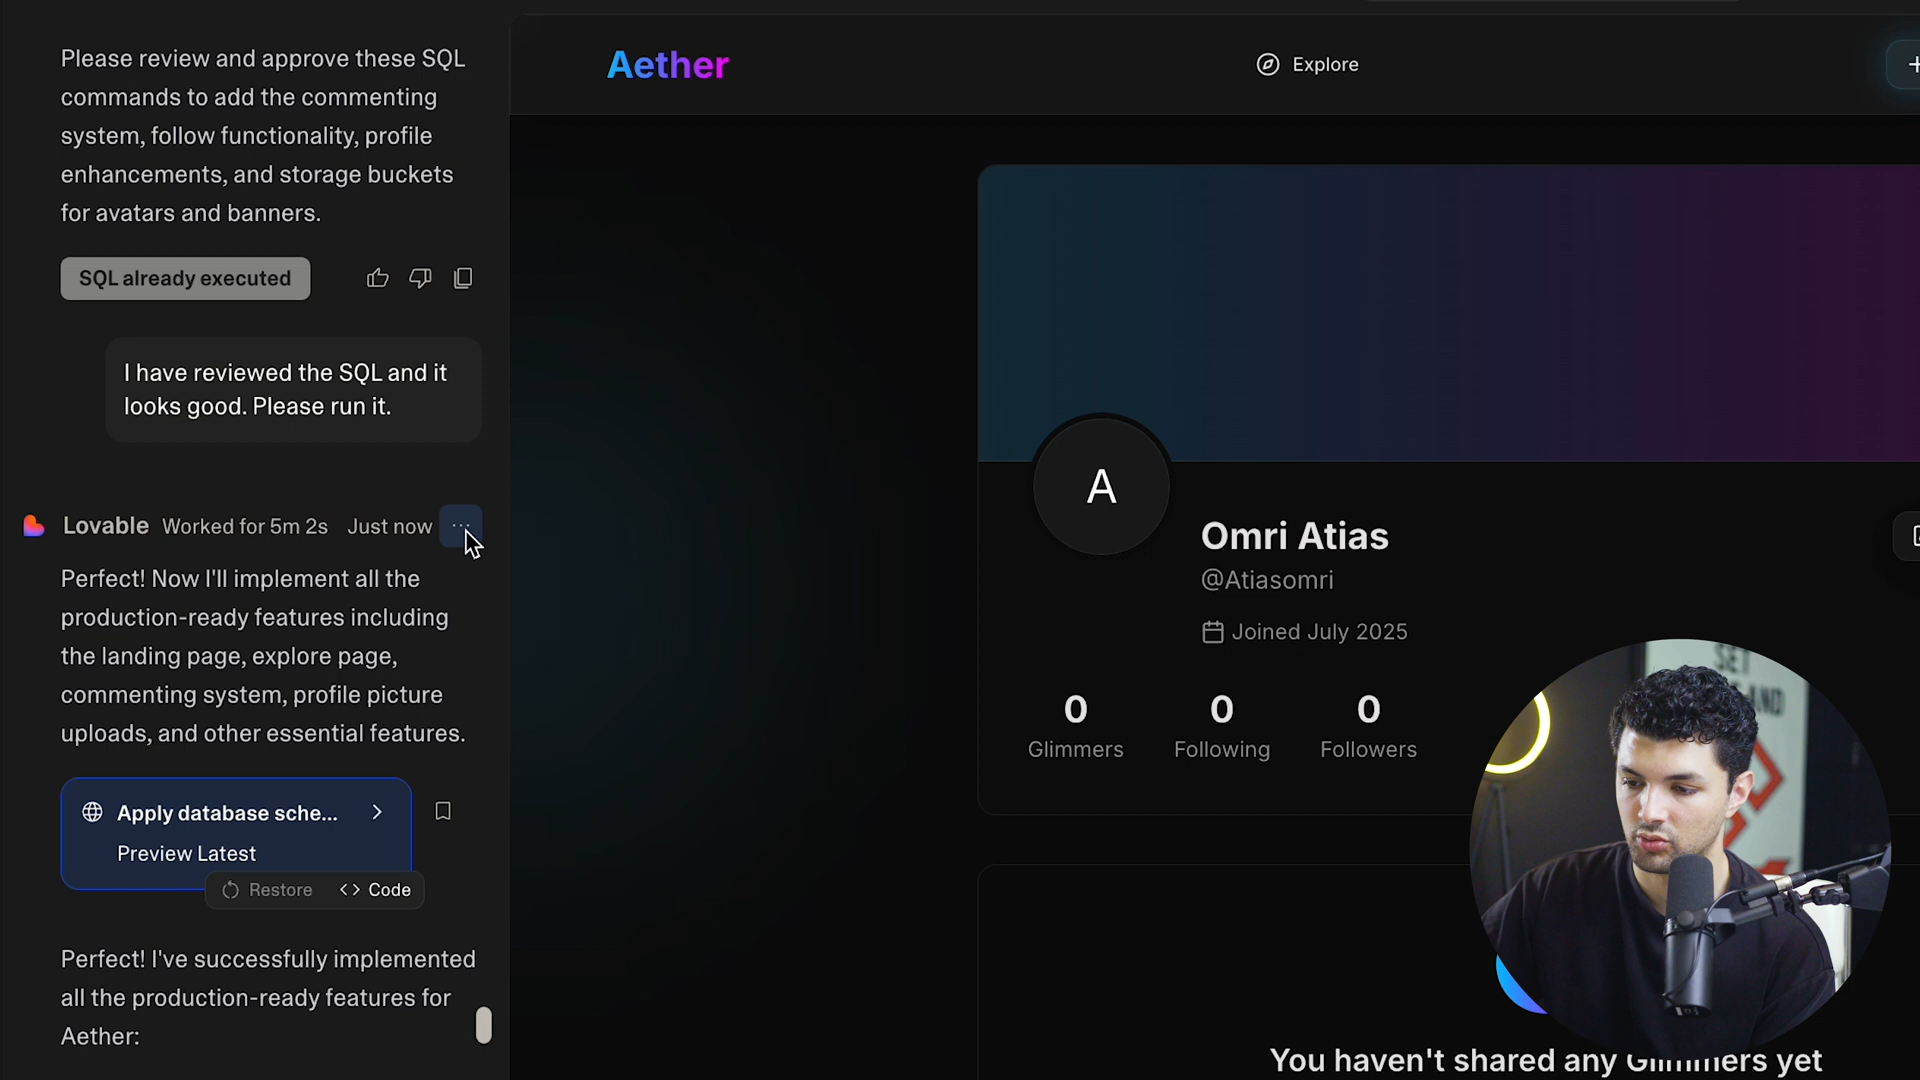 Please review and approve these SQL
commands to add the commenting
system, follow functionality, profile
enhancements, and storage buckets
for avatars and banners.
SQL already executed
I have reviewed the SQL and it
looks good. Please run it.
Lovable Worked for 5m 2s Just now
Perfect! Now I'll implement all the
production-ready features including
the landing page, explore page,
commenting system, profile picture
uploads, and other essential features.
Apply database sche...
Preview Latest
Restore <> Code
Perfect! I've successfully implemented
all the production-ready features for
Aether:
Aether
Explore
A
Omri Atias
@Atiasomri
Joined July 2025
0 0 0
Glimmers Following Followers
SET
AND
You haven't shared any Glimmers yet